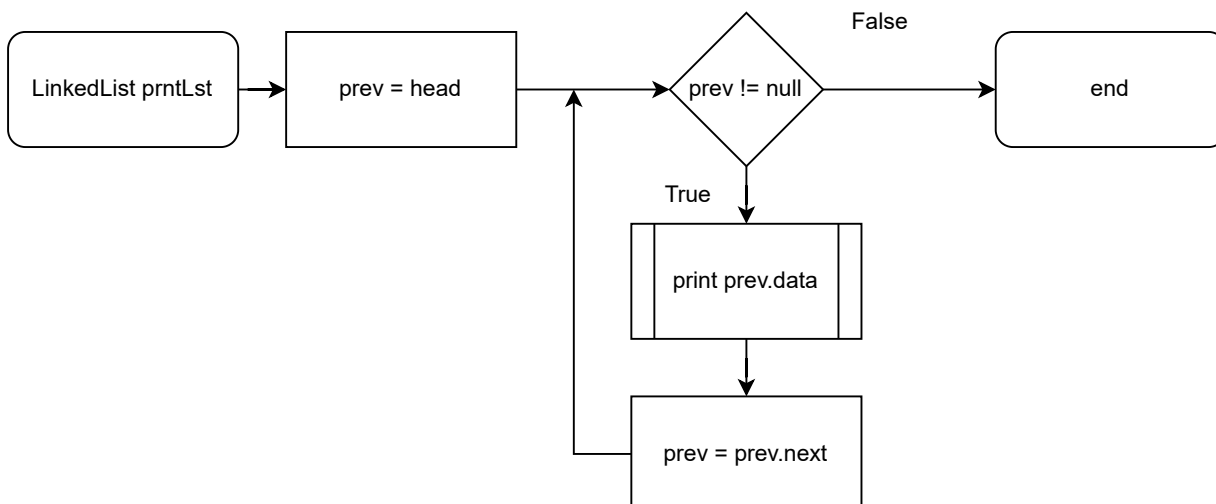 LinkedList prntLst
prev = head
prev != null
False
end
True
print prev.data
prev = prev.next